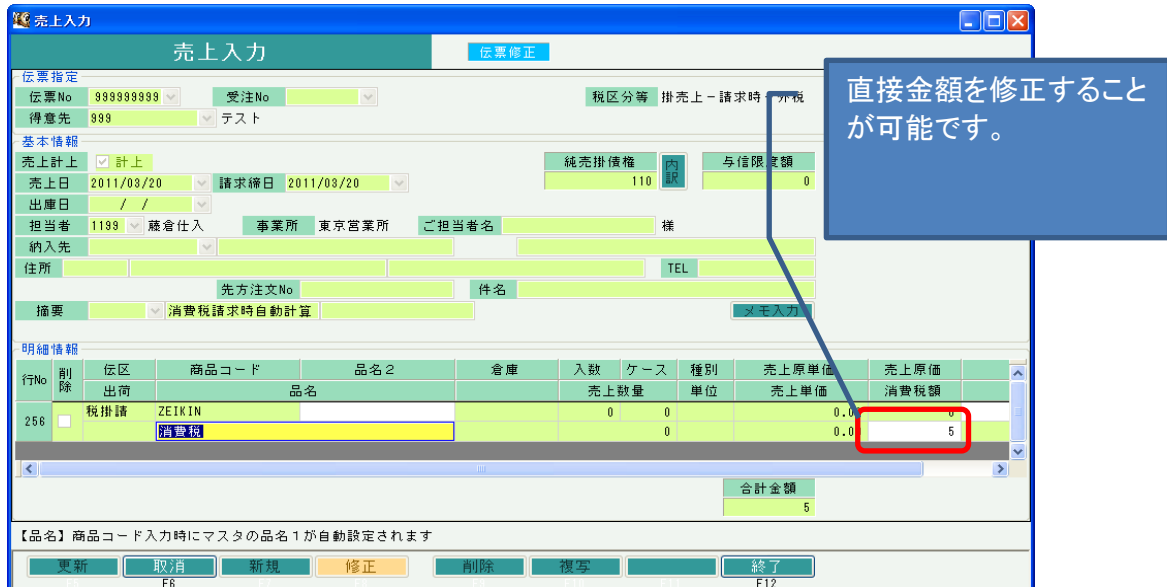 売上入力
売上入力 伝票修正
直接金額を修正すること
が可能です。
伝票指定
伝票No 999999999 受注No 税区分等 掛売上－請求時 外税
得意先 999 テスト
基本情報
売上計上 計上 純売掛債権 内訳 与信限度額
売上日 2011/03/20 請求締日 2011/03/20 110 0
出庫日 / /
担当者 1199 藤倉仕入 事業所 東京営業所 ご担当者名 様
納入先
住所 TEL
先方注文No 件名
摘要 消費税請求時自動計算 メモ入力
明細情報
行No 削除 伝区 商品コード 品名２ 倉庫 入数 ケース 種別 売上原単価 売上原価
出荷 品名 売上数量 単位 売上単価 消費税額
256 税掛請 ZEIKIN 0 0 0.00 0
消費税 0 0.00 5
合計金額
5
【品名】商品コード入力時にマスタの品名１が自動設定されます
更新 取消 新規 修正 削除 複写 終了
F6 F12